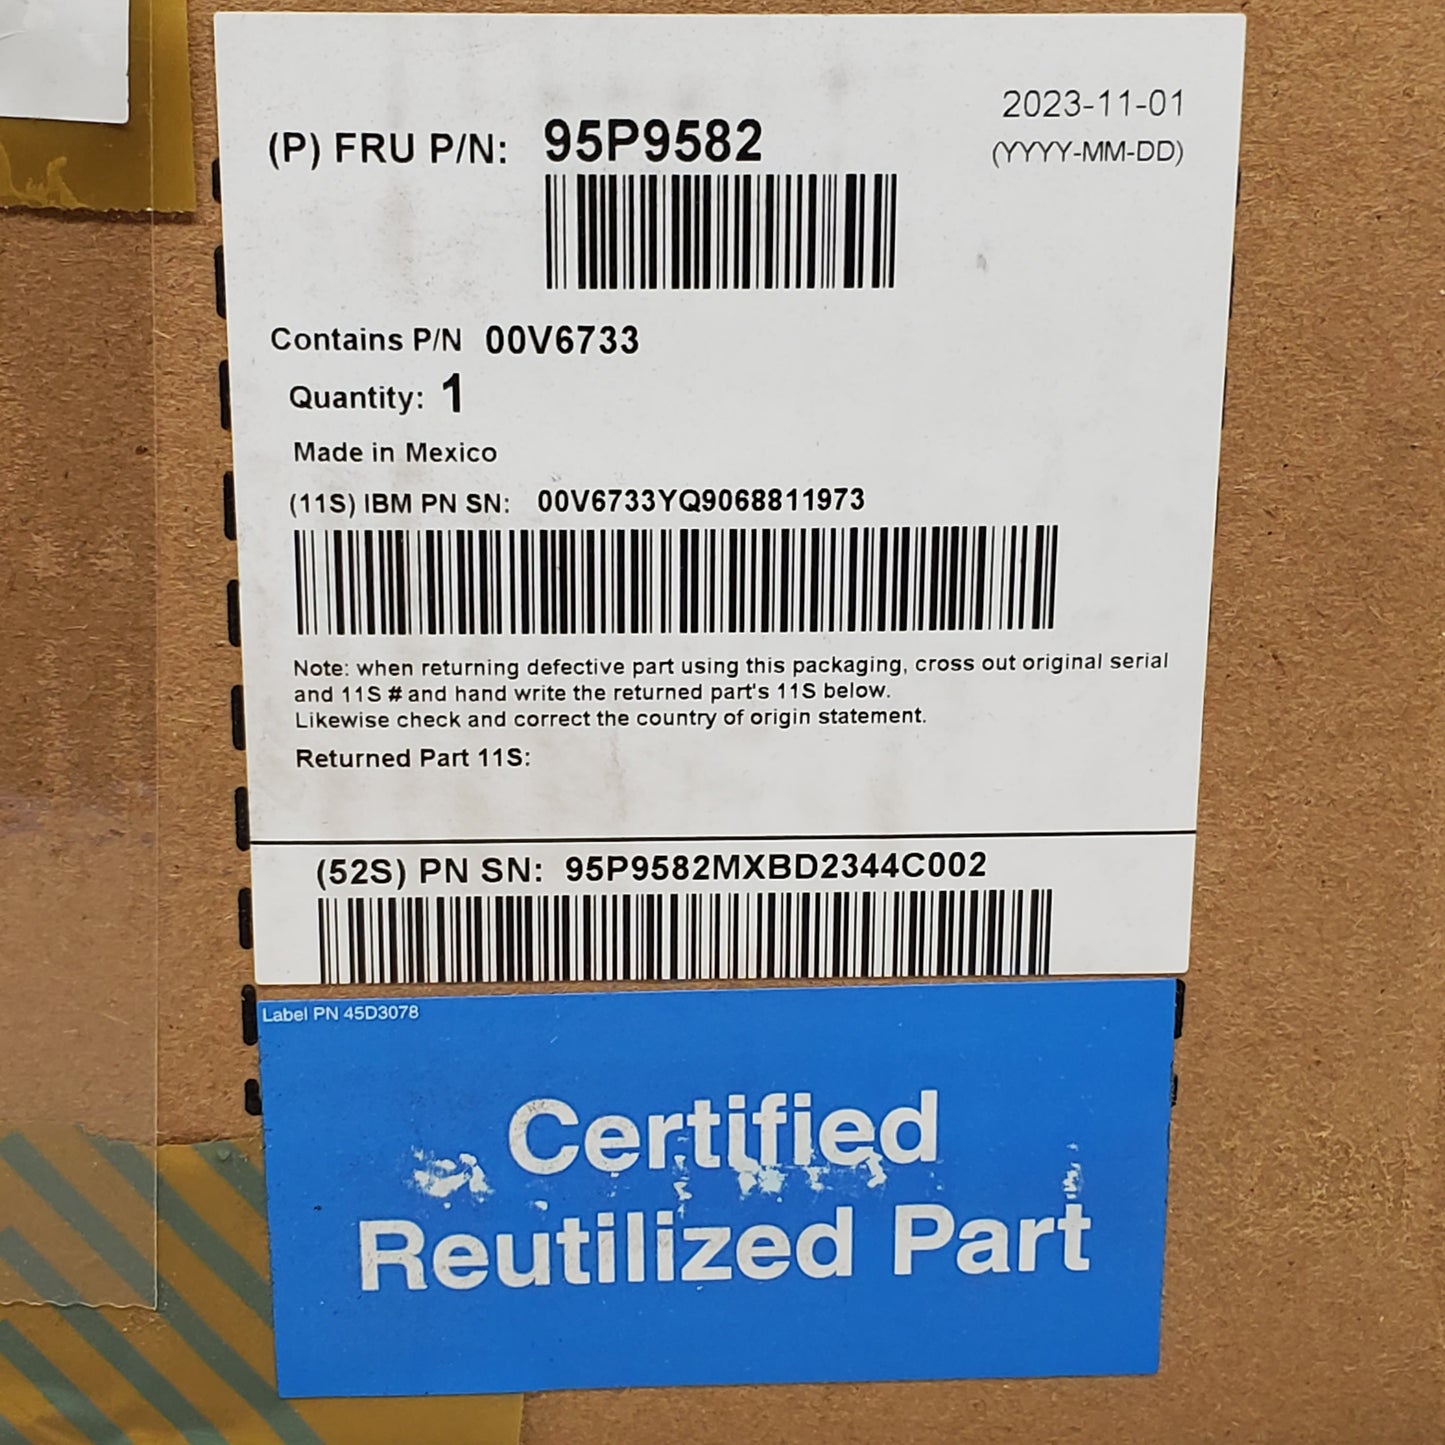 2023-11-01
(P) FRU P/N: 95P9582
(YYYY-MM-DD)
Contains P/N 00V6733
Quantity: 1
Made in Mexico
(11S) IBM PN SN: 00V6733YQ9068811973
Note: when returning defective part using this packaging, cross out original serial
and 11S # and hand write the returned part's 11S below.
Likewise check and correct the country of origin statement.
Returned Part 11S:
(52S) PN SN: 95P9582MXBD2344C002
Label PN 45D3078
Certified
Reutilized Part